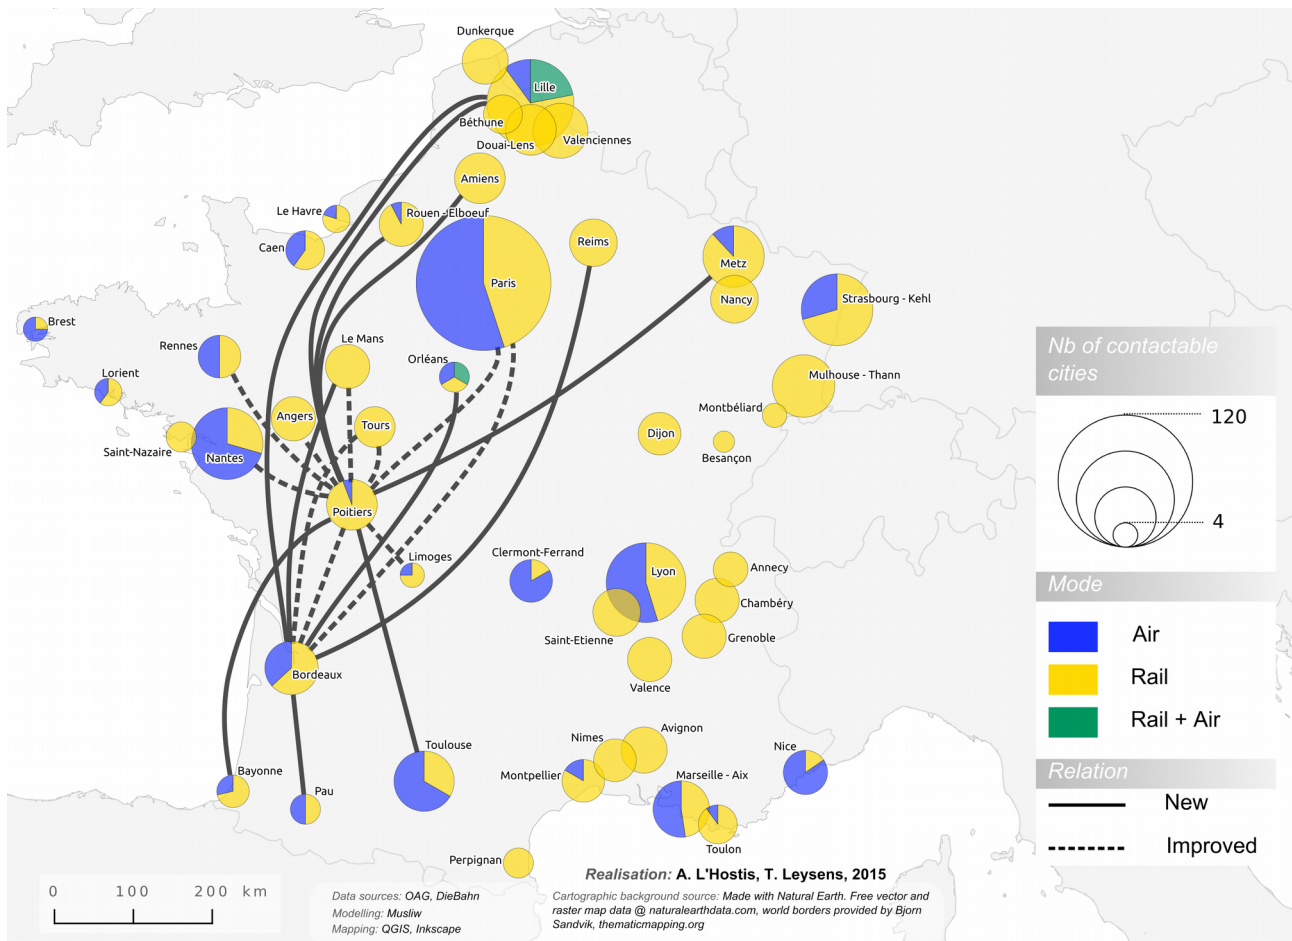 Dunkerque
Lille
Béthune
Douai-Lens
Valenciennes
Amiens
Le Havre
Rouen - Elboeuf
Caen
Reims
Metz
Paris
Nancy
Strasbourg - Kehl
Brest
Rennes
Le Mans
Orléans
Lorient
Mulhouse - Thann
Montbéliard
Angers
Tours
Dijon
Saint-Nazaire
Nantes
Besançon
Poitiers
Limoges
Clermont-Ferrand
Lyon
Annecy
Chambéry
Saint-Etienne
Grenoble
Bordeaux
Valence
Avignon
Nimes
Toulouse
Nice
Bayonne
Montpellier
Marseille - Aix
Pau
Toulon
Perpignan
Nb of contactable
cities
120
4
Mode
Air
Rail
Rail + Air
Relation
New
Improved
0 100 200 km
Realisation: A. L'Hostis, T. Leysens, 2015
Data sources: OAG, DieBahn
Modelling: Musliw
Mapping: QGIS, Inkscape
Cartographic background source: Made with Natural Earth. Free vector and
raster map data @ naturalearthdata.com, world borders provided by Bjorn
Sandvik, thematicmapping.org